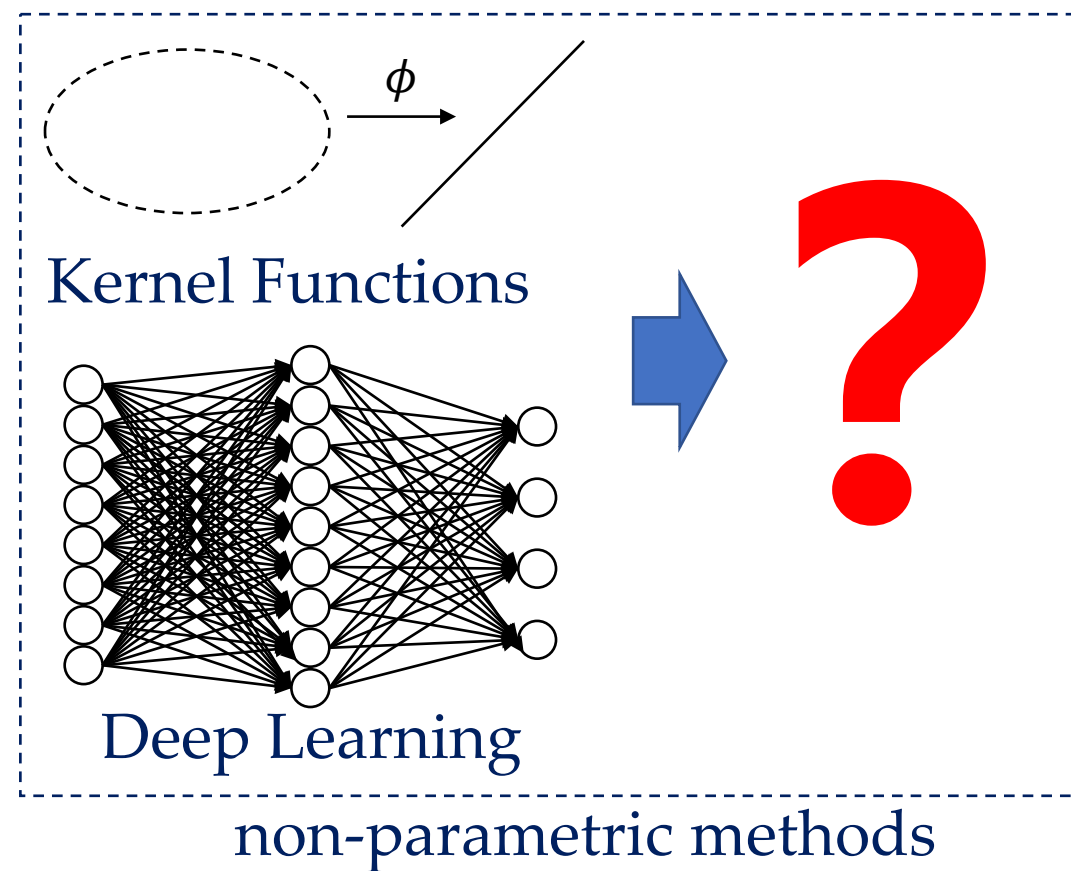 ϕ
Kernel Functions
?
Deep Learning
non-parametric methods